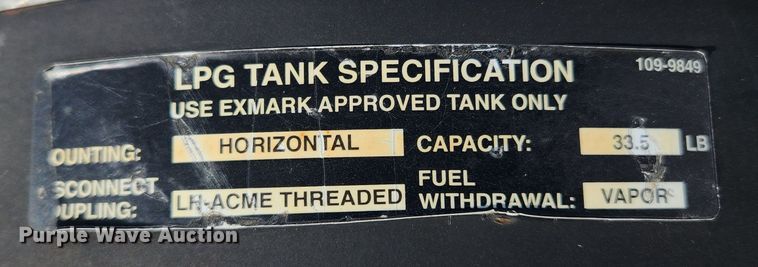 LPG TANK SPECIFICATION 109-9849
USE EXMARK APPROVED TANK ONLY
OUNTING: HORIZONTAL CAPACITY: 33.5 LB
SCONNECT OUPLING: LH-ACME THREADED FUEL WITHDRAWAL: VAPOR
Purple Wave Auction